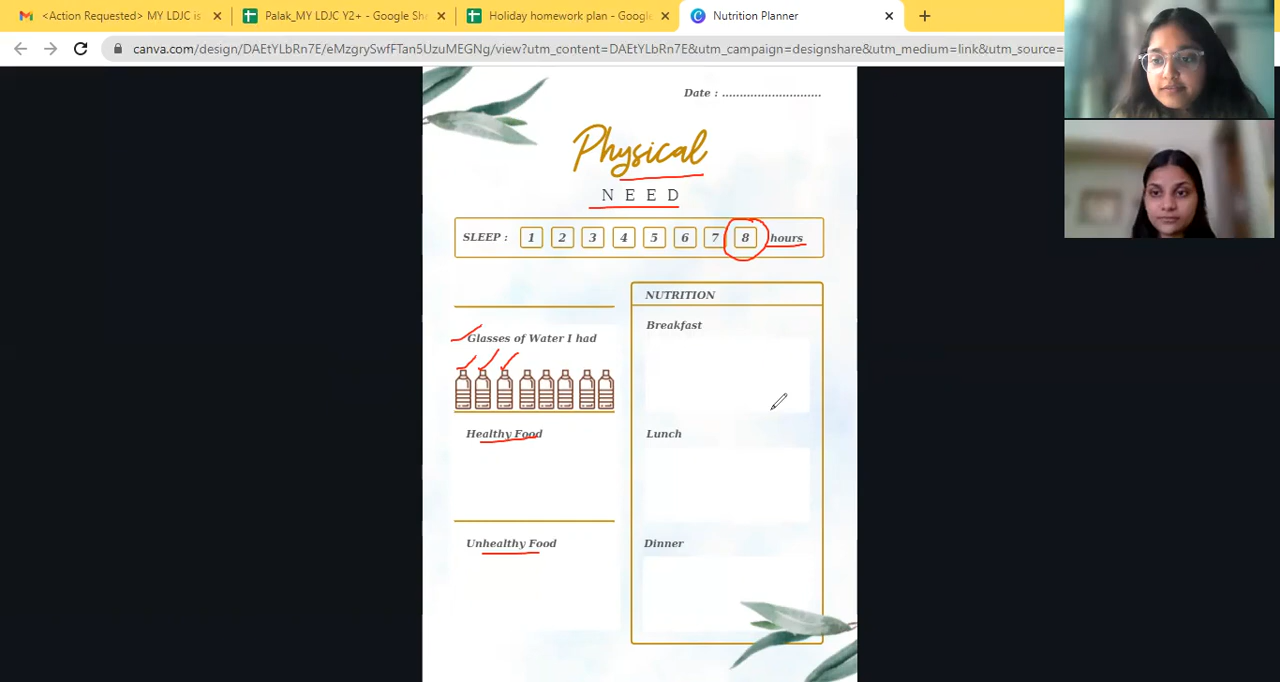 <Action Requested> MY LDJC is
Palak_MY LDJC Y2+ - Google She
Holiday homework plan - Google
Nutrition Planner
canva.com/design/DAEtYLbRn7E/eMzgrySwfFTan5UzuMEGNg/view?utm_content=DAEtYLbRn7E&utm_campaign=designshare&utm_medium=link&utm_source=
Date : ............................
Physical
NEED
SLEEP : 1 2 3 4 5 6 7 8 hours
NUTRITION
Breakfast
Glasses of Water I had
Healthy Food
Lunch
Unhealthy Food
Dinner